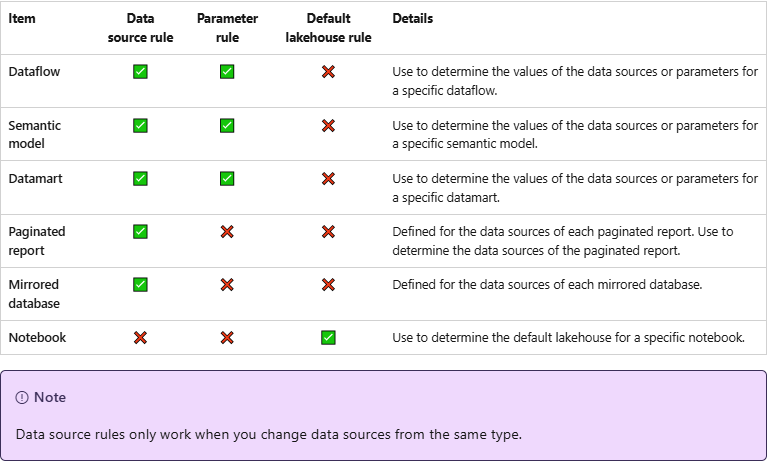 Item Data Parameter Default Details
source rule rule lakehouse rule
Dataflow ✅ ✅ ❌ Use to determine the values of the data sources or parameters for
a specific dataflow.
Semantic ✅ ✅ ❌ Use to determine the values of the data sources or parameters for
model a specific semantic model.
Datamart ✅ ✅ ❌ Use to determine the values of the data sources or parameters for
a specific datamart.
Paginated ✅ ❌ ❌ Defined for the data sources of each paginated report. Use to
report determine the data sources of the paginated report.
Mirrored ✅ ❌ ❌ Defined for the data sources of each mirrored database.
database
Notebook ❌ ❌ ✅ Use to determine the default lakehouse for a specific notebook.
Note
Data source rules only work when you change data sources from the same type.